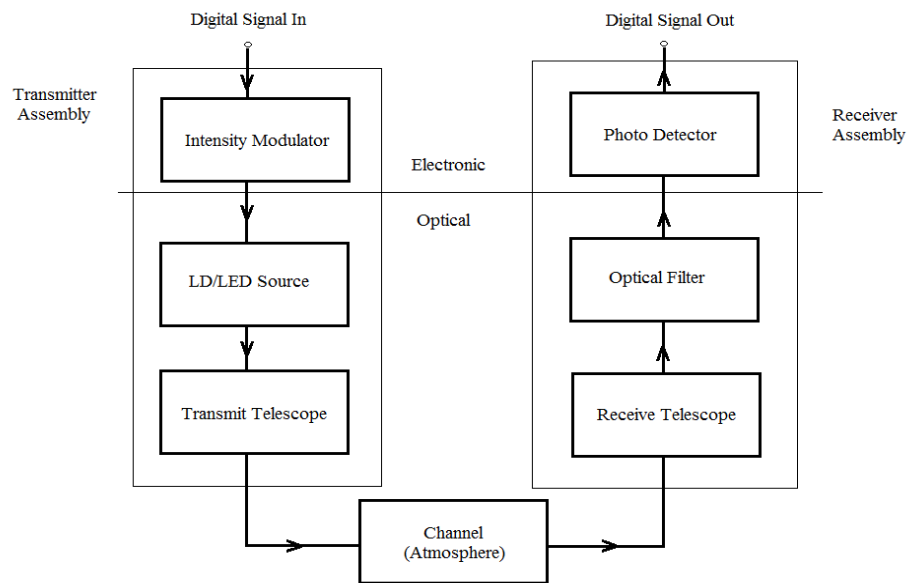 Digital Signal In
Digital Signal Out
Transmitter
Assembly
Intensity Modulator
Photo Detector
Receiver
Assembly
Electronic
Optical
LD/LED Source
Optical Filter
Transmit Telescope
Receive Telescope
Channel
(Atmosphere)